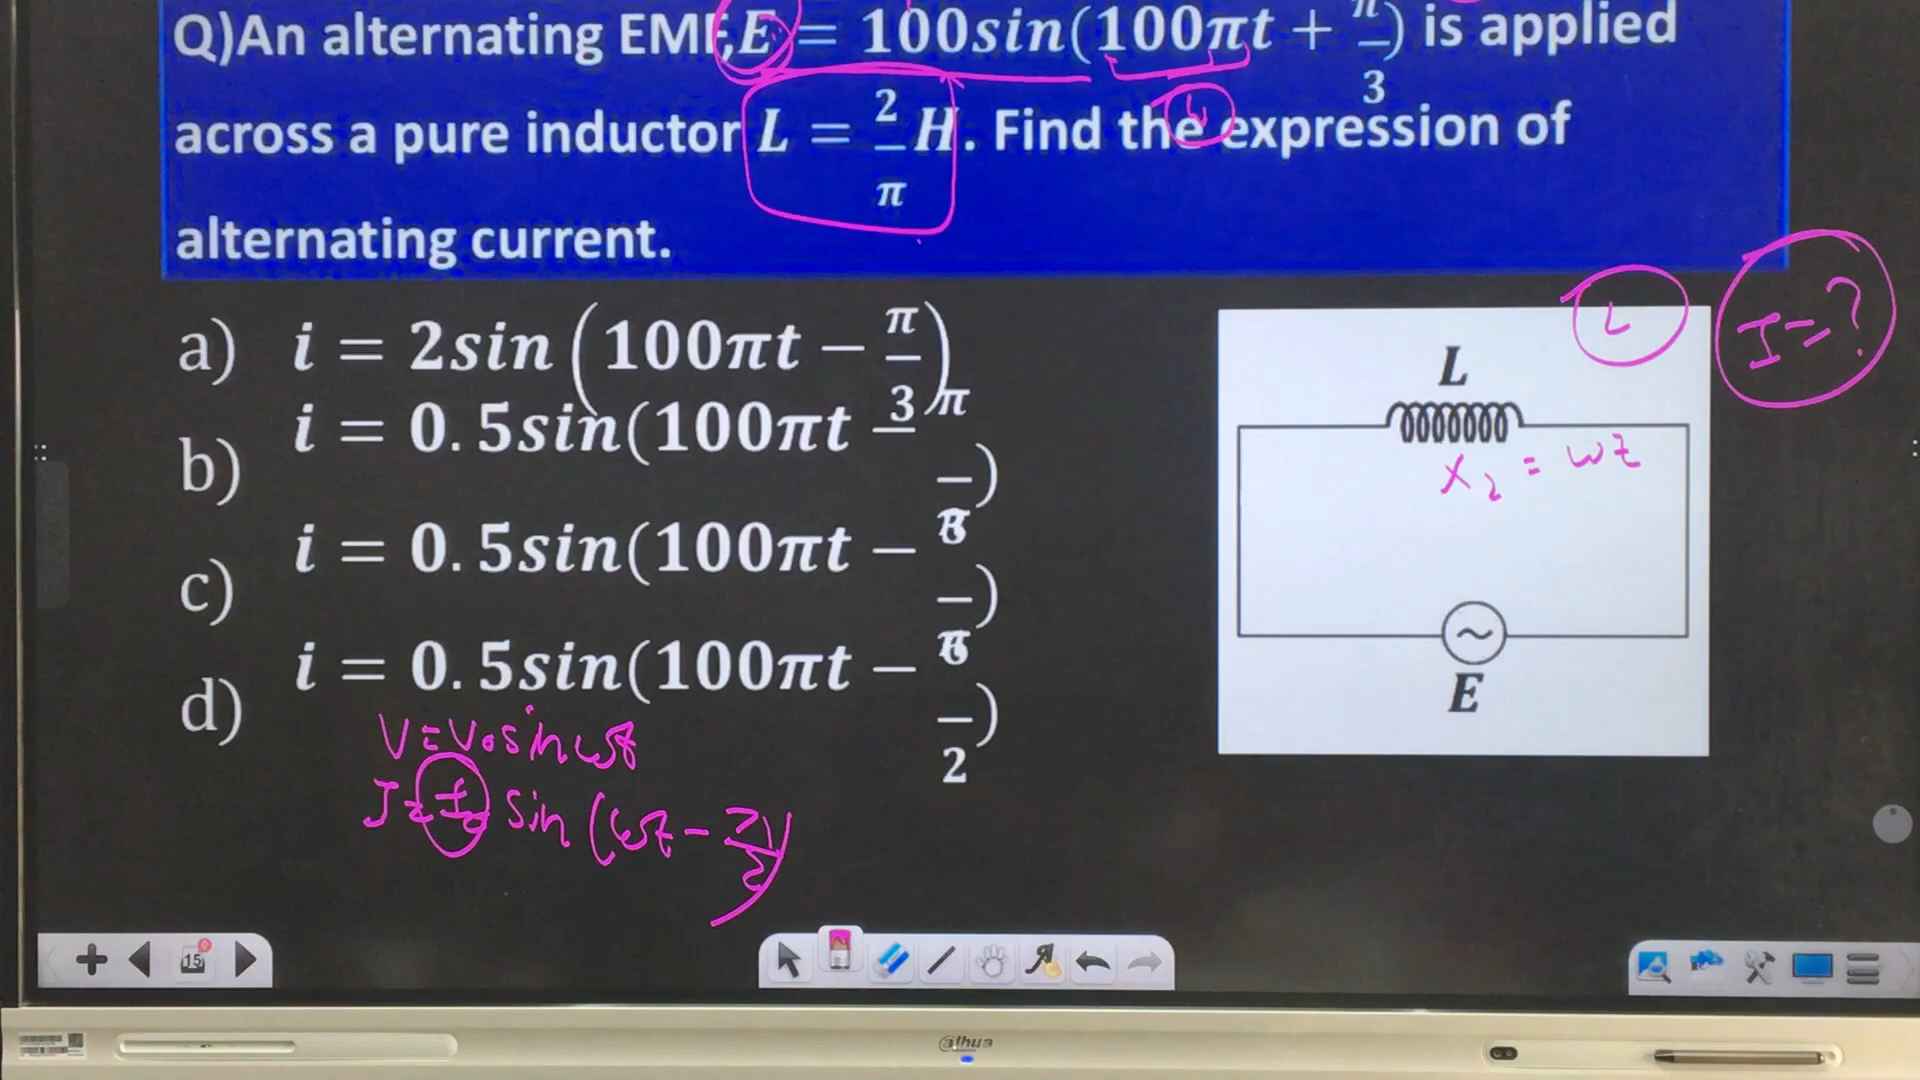 Q)An alternating EMF, E = 100sin(100πt + π/3) is applied
across a pure inductor L = 2/π H. Find the expression of
alternating current.
ω
L
I=?
a) i = 2sin(100πt − π/3)
b) i = 0.5sin(100πt − π/3)
c) i = 0.5sin(100πt − π/6)
d) i = 0.5sin(100πt − π/2)
L
E
V=V₀sinωt
I=I₀ sin(ωt−π/2)
15
alhua